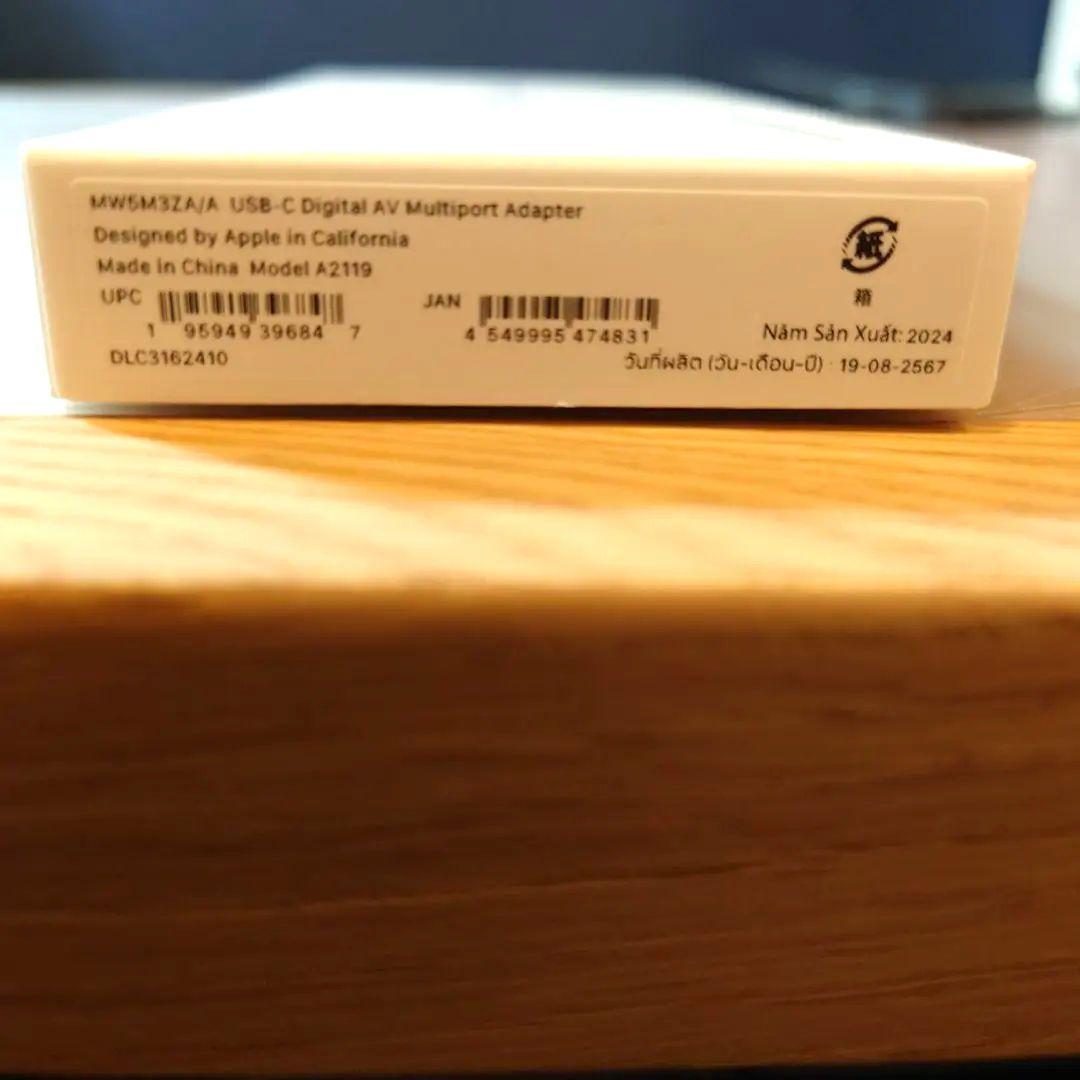 MW5M3ZA/A USB-C Digital AV Multiport Adapter
Designed by Apple in California
Made in China Model A2119
UPC
1 95949 39684 7
JAN
4 549995 474831
DLC3162410
紙
箱
Năm Sản Xuất: 2024
วันที่ผลิต (วัน-เดือน-ปี) : 19-08-2567